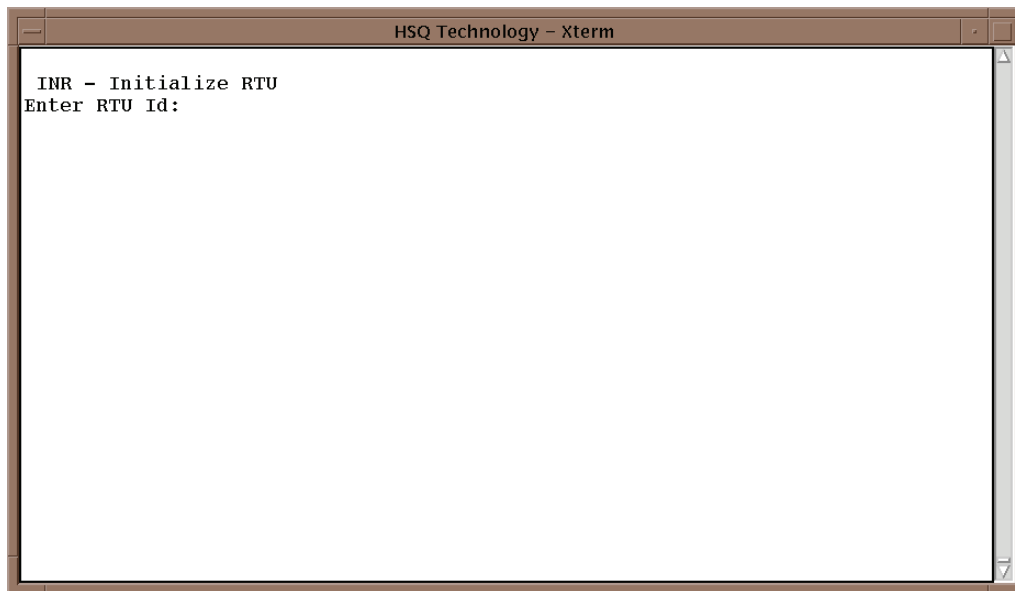 HSQ Technology – Xterm
INR – Initialize RTU
Enter RTU Id: